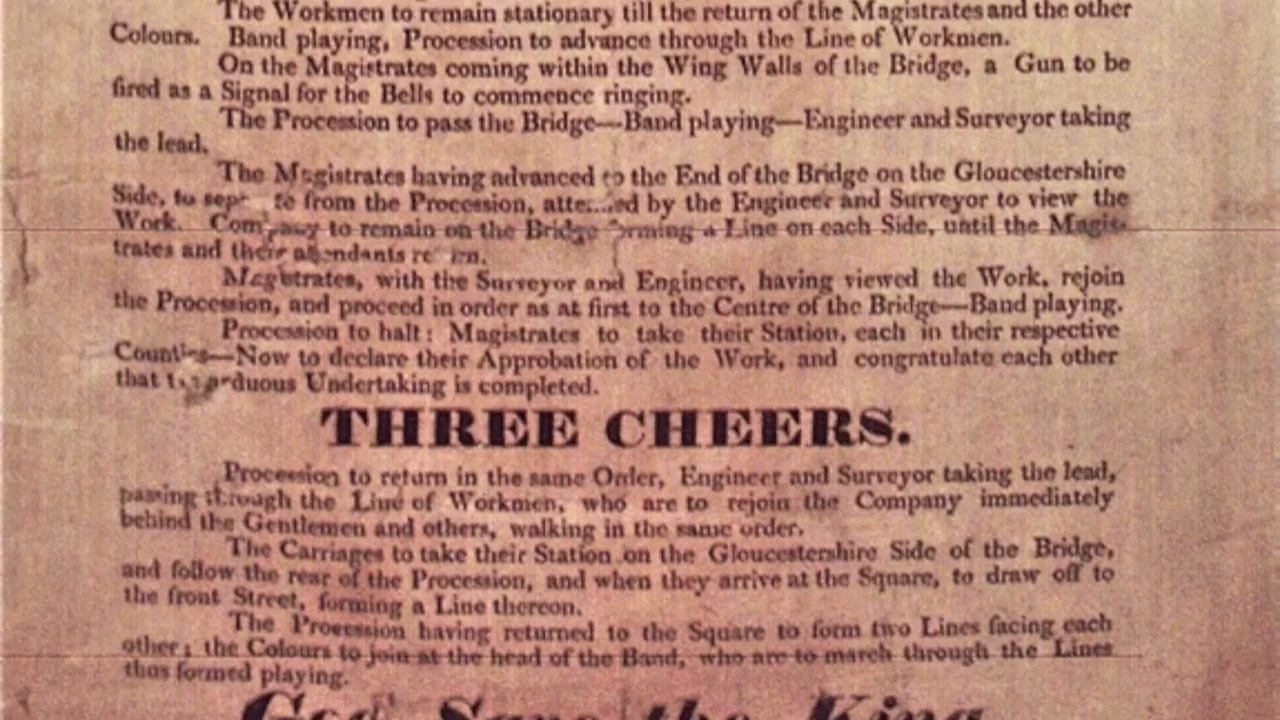 The Workmen to remain stationary till the return of the Magistrates and the other
Colours. Band playing, Procession to advance through the Line of Workmen.
On the Magistrates coming within the Wing Walls of the Bridge, a Gun to be
fired as a Signal for the Bells to commence ringing.
The Procession to pass the Bridge—Band playing—Engineer and Surveyor taking
the lead.
The Magistrates having advanced to the End of the Bridge on the Gloucestershire
Side, to from the Procession, by the Engineer and Surveyor to view the
Work. Company to remain on the Bridge a Line on each Side, until the Magis-
trates and their attendants
Magistrates, with the Surveyor and Engineer, having viewed the Work, rejoin
the Procession, and proceed in order as at first to the Centre of the Bridge—Band playing.
Procession to halt: Magistrates to take their Station, each in their respective
Counties—Now to declare their Approbation of the Work, and congratulate each other
that arduous Undertaking is completed.
THREE CHEERS.
Procession to return in the same Order, Engineer and Surveyor taking the lead,
passing through the Line of Workmen, who are to rejoin the Company immediately
behind the Gentlemen and others, walking in the same order.
The Carriages to take their Station on the Gloucestershire Side of the Bridge,
and follow the rear of the Procession, and when they arrive at the Square, to draw off to
the front Street, forming a Line thereon.
The Procession having returned to the Square to form two Lines facing each
other; the Colours to join at the head of the Band, who are to march through the Lines
thus formed playing.
God Save the King